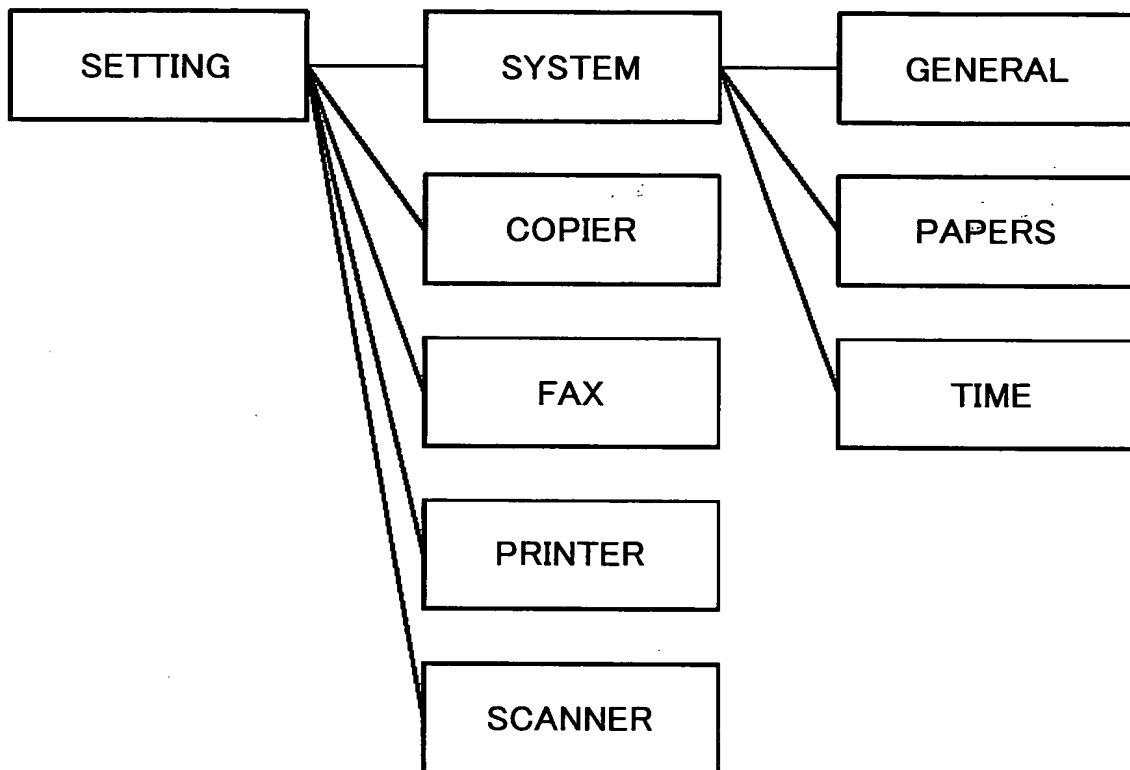 SETTING
SYSTEM
GENERAL
COPIER
PAPERS
FAX
TIME
PRINTER
SCANNER